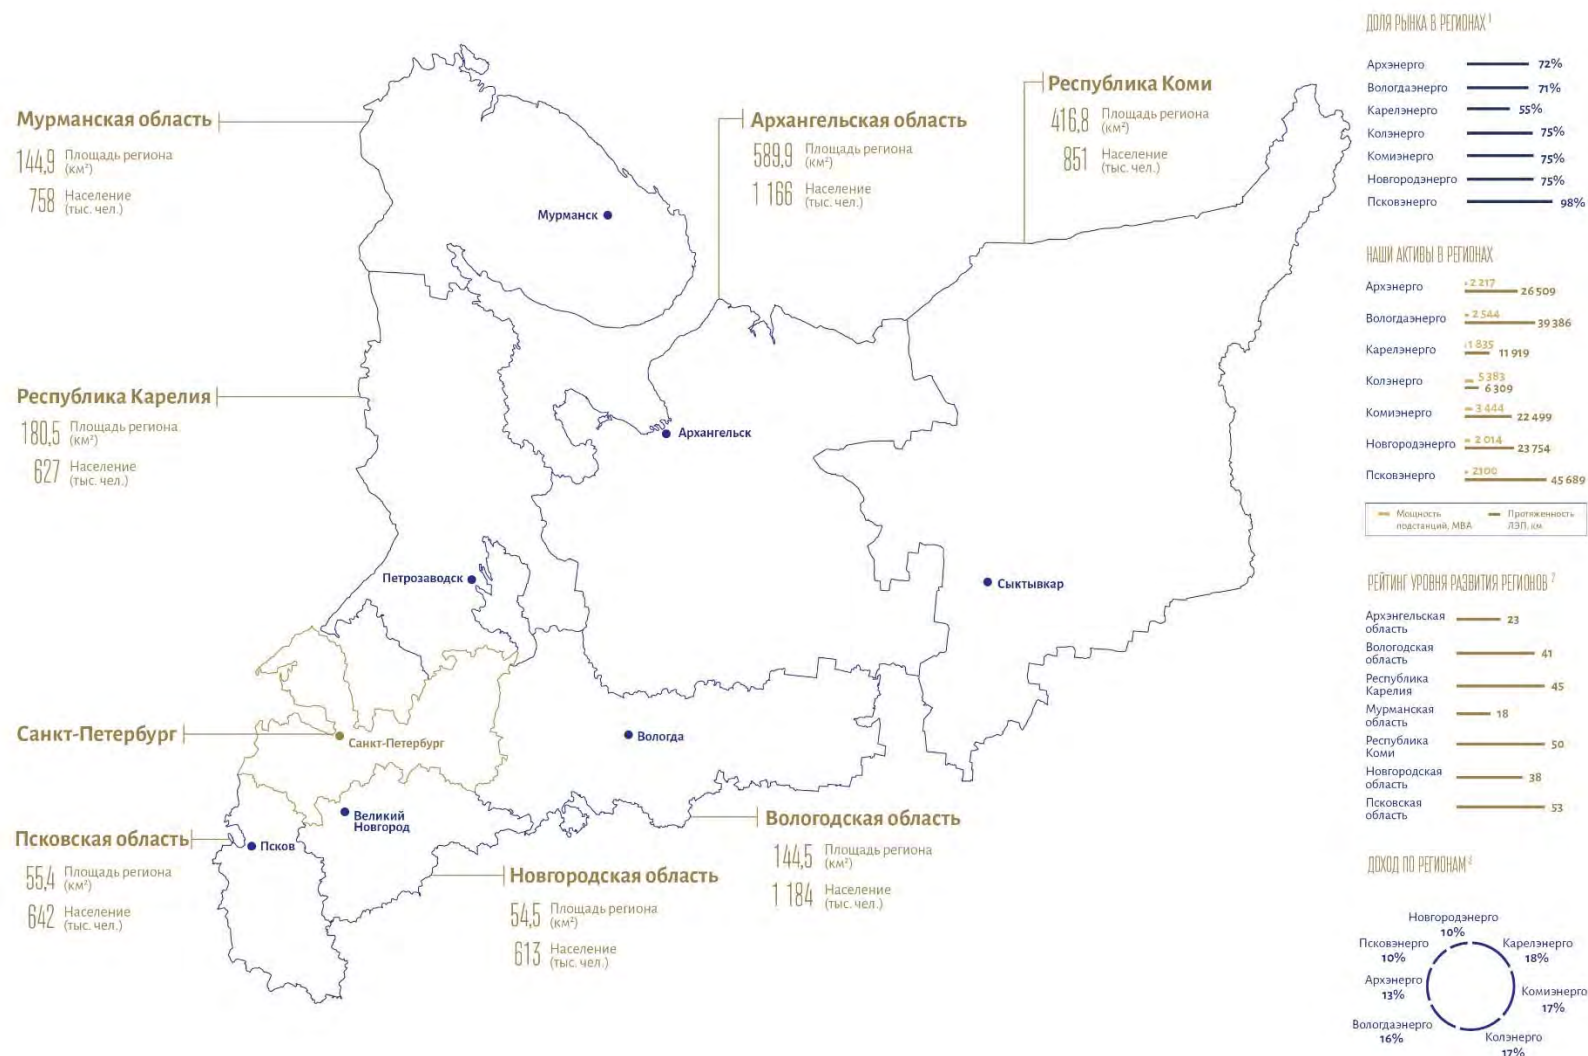 Мурманская область
144,9 Площадь региона
(км²)
758 Население
(тыс. чел.)
Республика Карелия
180,5 Площадь региона
(км²)
627 Население
(тыс. чел.)
Санкт-Петербург
Псковская область
55,4 Площадь региона
(км²)
642 Население
(тыс. чел.)
Новгородская область
54,5 Площадь региона
(км²)
613 Население
(тыс. чел.)
Вологодская область
144,5 Площадь региона
(км²)
1 184 Население
(тыс. чел.)
Архангельская область
589,9 Площадь региона
(км²)
1 166 Население
(тыс. чел.)
Республика Коми
416,8 Площадь региона
(км²)
851 Население
(тыс. чел.)
Мурманск
Архангельск
Петрозаводск
Сыктывкар
Санкт-Петербург
Вологда
Великий
Новгород
Псков
ДОЛЯ РЫНКА В РЕГИОНАХ 1
Архэнерго 72%
Вологдаэнерго 71%
Карелэнерго 55%
Колэнерго 75%
Комиэнерго 75%
Новгородэнерго 75%
Псковэнерго 98%
НАШИ АКТИВЫ В РЕГИОНАХ
Архэнерго 2 217
26 509
Вологдаэнерго 2 544
39 386
Карелэнерго 1 835
11 919
Колэнерго 5 383
6 309
Комиэнерго 3 444
22 499
Новгородэнерго 2 014
23 754
Псковэнерго 2100
45 689
Мощность
подстанций, МВА
Протяженность
ЛЭП, км
РЕЙТИНГ УРОВНЯ РАЗВИТИЯ РЕГИОНОВ 2
Архэнгельская
область 23
Вологодская
область 41
Республика
Карелия 45
Мурманская
область 18
Республика
Коми 50
Новгородская
область 38
Псковская
область 53
ДОХОД ПО РЕГИОНАМ 2
Новгородэнерго
10%
Псковэнерго
10%
Карелэнерго
18%
Архэнерго
13%
Комиэнерго
17%
Вологдаэнерго
16%
Колэнерго
17%